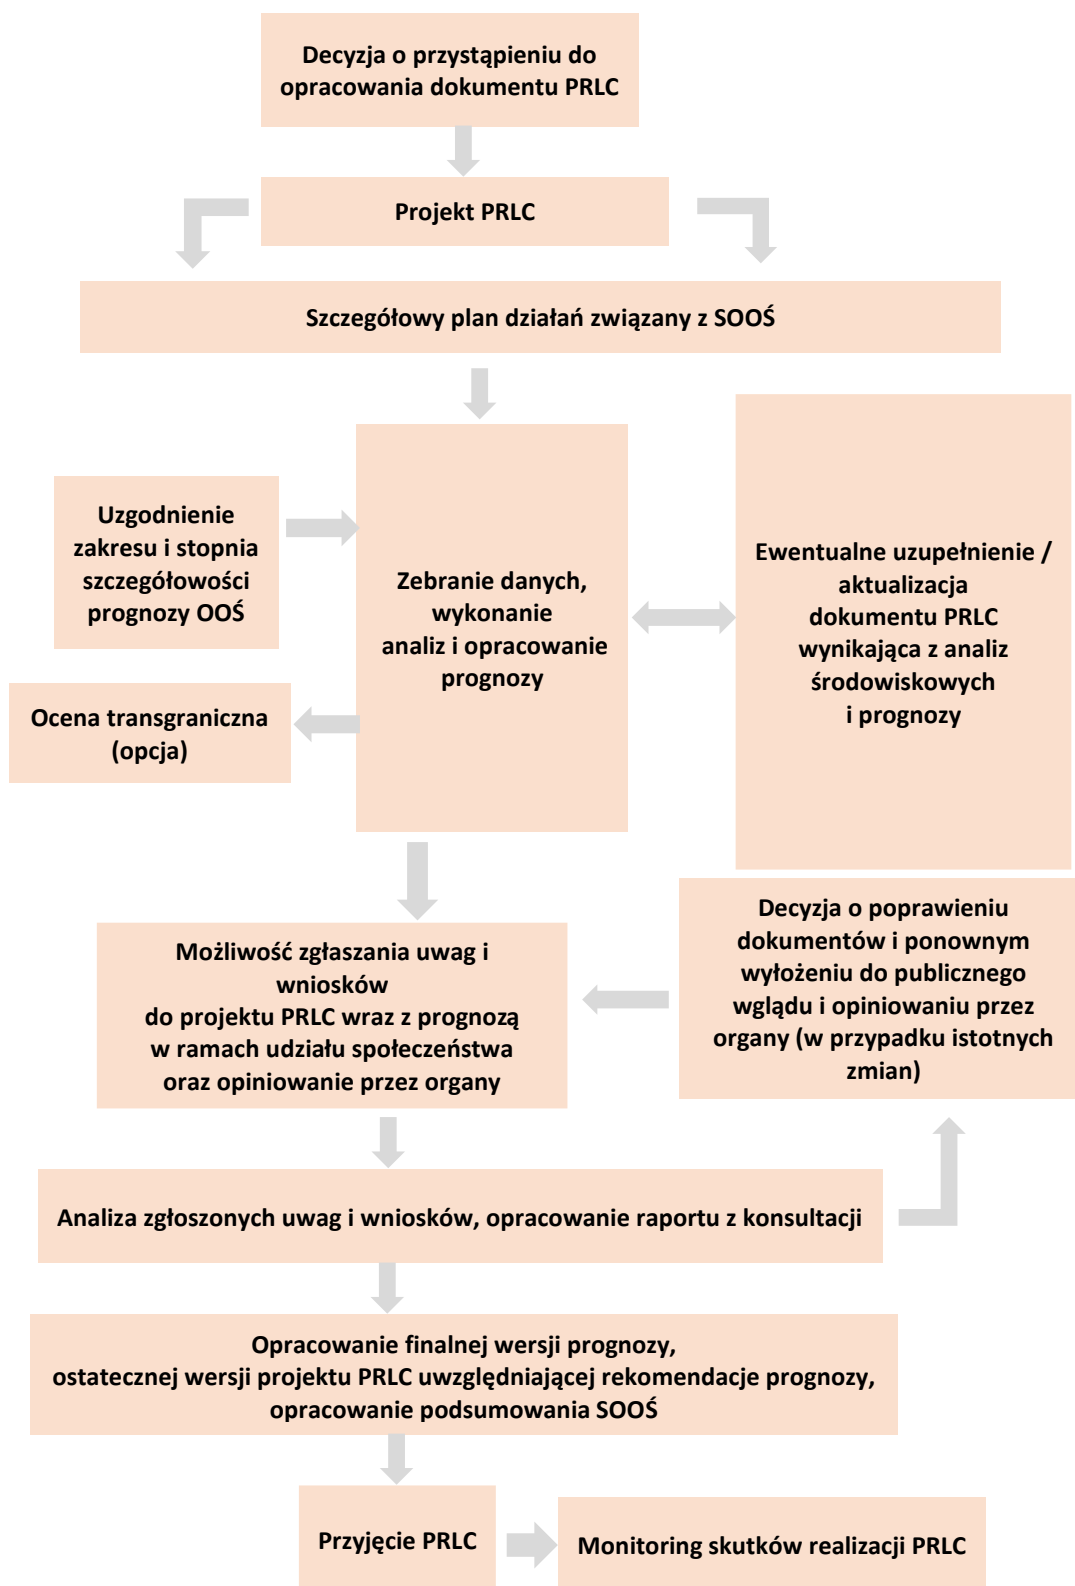 Decyzja o przystąpieniu do
opracowania dokumentu PRLC
Projekt PRLC
Szczegółowy plan działań związany z SOOŚ
Uzgodnienie
zakresu i stopnia
szczegółowości
prognozy OOŚ
Zebranie danych,
wykonanie
analiz i opracowanie
prognozy
Ewentualne uzupełnienie /
aktualizacja
dokumentu PRLC
wynikająca z analiz
środowiskowych
i prognozy
Ocena transgraniczna
(opcja)
Możliwość zgłaszania uwag i
wniosków
do projektu PRLC wraz z prognozą
w ramach udziału społeczeństwa
oraz opiniowanie przez organy
Decyzja o poprawieniu
dokumentów i ponownym
wyłożeniu do publicznego
wglądu i opiniowaniu przez
organy (w przypadku istotnych
zmian)
Analiza zgłoszonych uwag i wniosków, opracowanie raportu z konsultacji
Opracowanie finalnej wersji prognozy,
ostatecznej wersji projektu PRLC uwzględniającej rekomendacje prognozy,
opracowanie podsumowania SOOŚ
Przyjęcie PRLC
Monitoring skutków realizacji PRLC